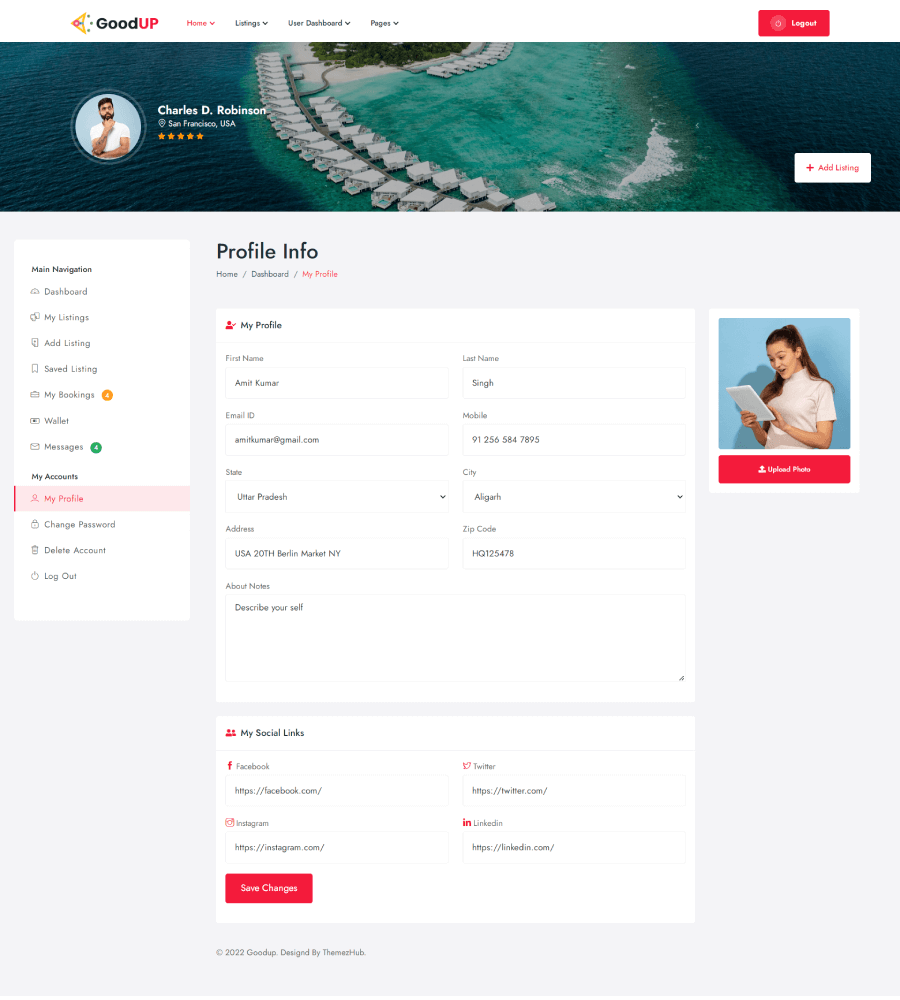 GoodUP
Home Listings User Dashboard Pages
Logout
Charles D. Robinson
San Francisco, USA
Add Listing
Main Navigation
Dashboard
My Listings
Add Listing
Saved Listing
My Bookings 4
Wallet
Messages 4
My Accounts
My Profile
Change Password
Delete Account
Log Out
Profile Info
Home / Dashboard / My Profile
My Profile
First Name Last Name
Amit Kumar Singh
Email ID Mobile
amitkumar@gmail.com 91 256 584 7895
State City
Uttar Pradesh Aligarh
Address Zip Code
USA 20TH Berlin Market NY HQ125478
About Notes
Describe your self
Upload Photo
My Social Links
Facebook Twitter
https://facebook.com/ https://twitter.com/
Instagram Linkedin
https://instagram.com/ https://linkedin.com/
Save Changes
© 2022 Goodup. Designd By ThemezHub.